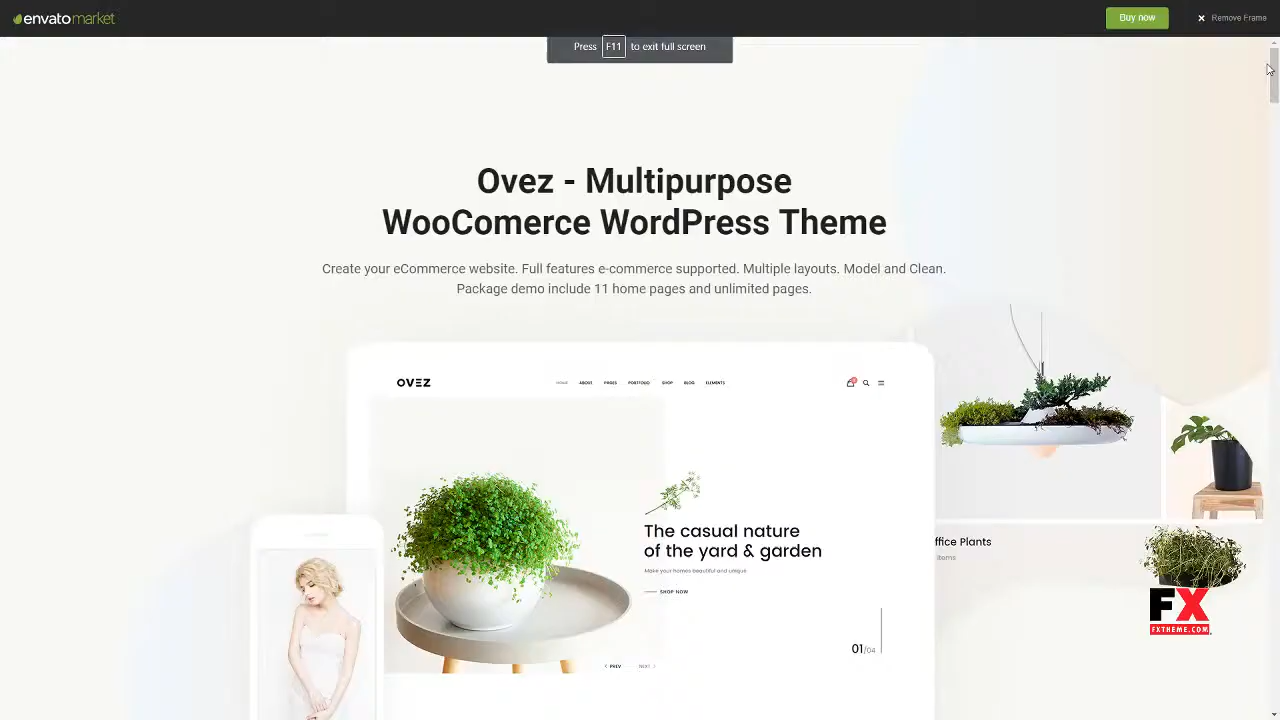 envatomarket
Buy now
Remove Frame
Press F11 to exit full screen
Ovez - Multipurpose
WooComerce WordPress Theme
Create your eCommerce website. Full features e-commerce supported. Multiple layouts. Model and Clean.
Package demo include 11 home pages and unlimited pages.
OVEZ
HOME ABOUT PAGES PORTFOLIO SHOP BLOG ELEMENTS
The casual nature
of the yard & garden
Make your homes beautiful and unique
SHOP NOW
01/04
PREV NEXT
ffice Plants
items
FX
FXTHEME.COM